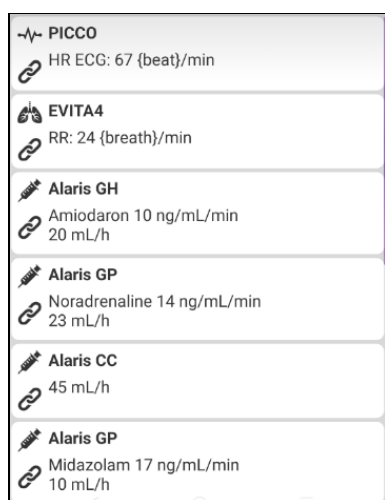 PICCO
HR ECG: 67 {beat}/min
EVITA4
RR: 24 {breath}/min
Alaris GH
Amiodaron 10 ng/mL/min
20 mL/h
Alaris GP
Noradrenaline 14 ng/mL/min
23 mL/h
Alaris CC
45 mL/h
Alaris GP
Midazolam 17 ng/mL/min
10 mL/h